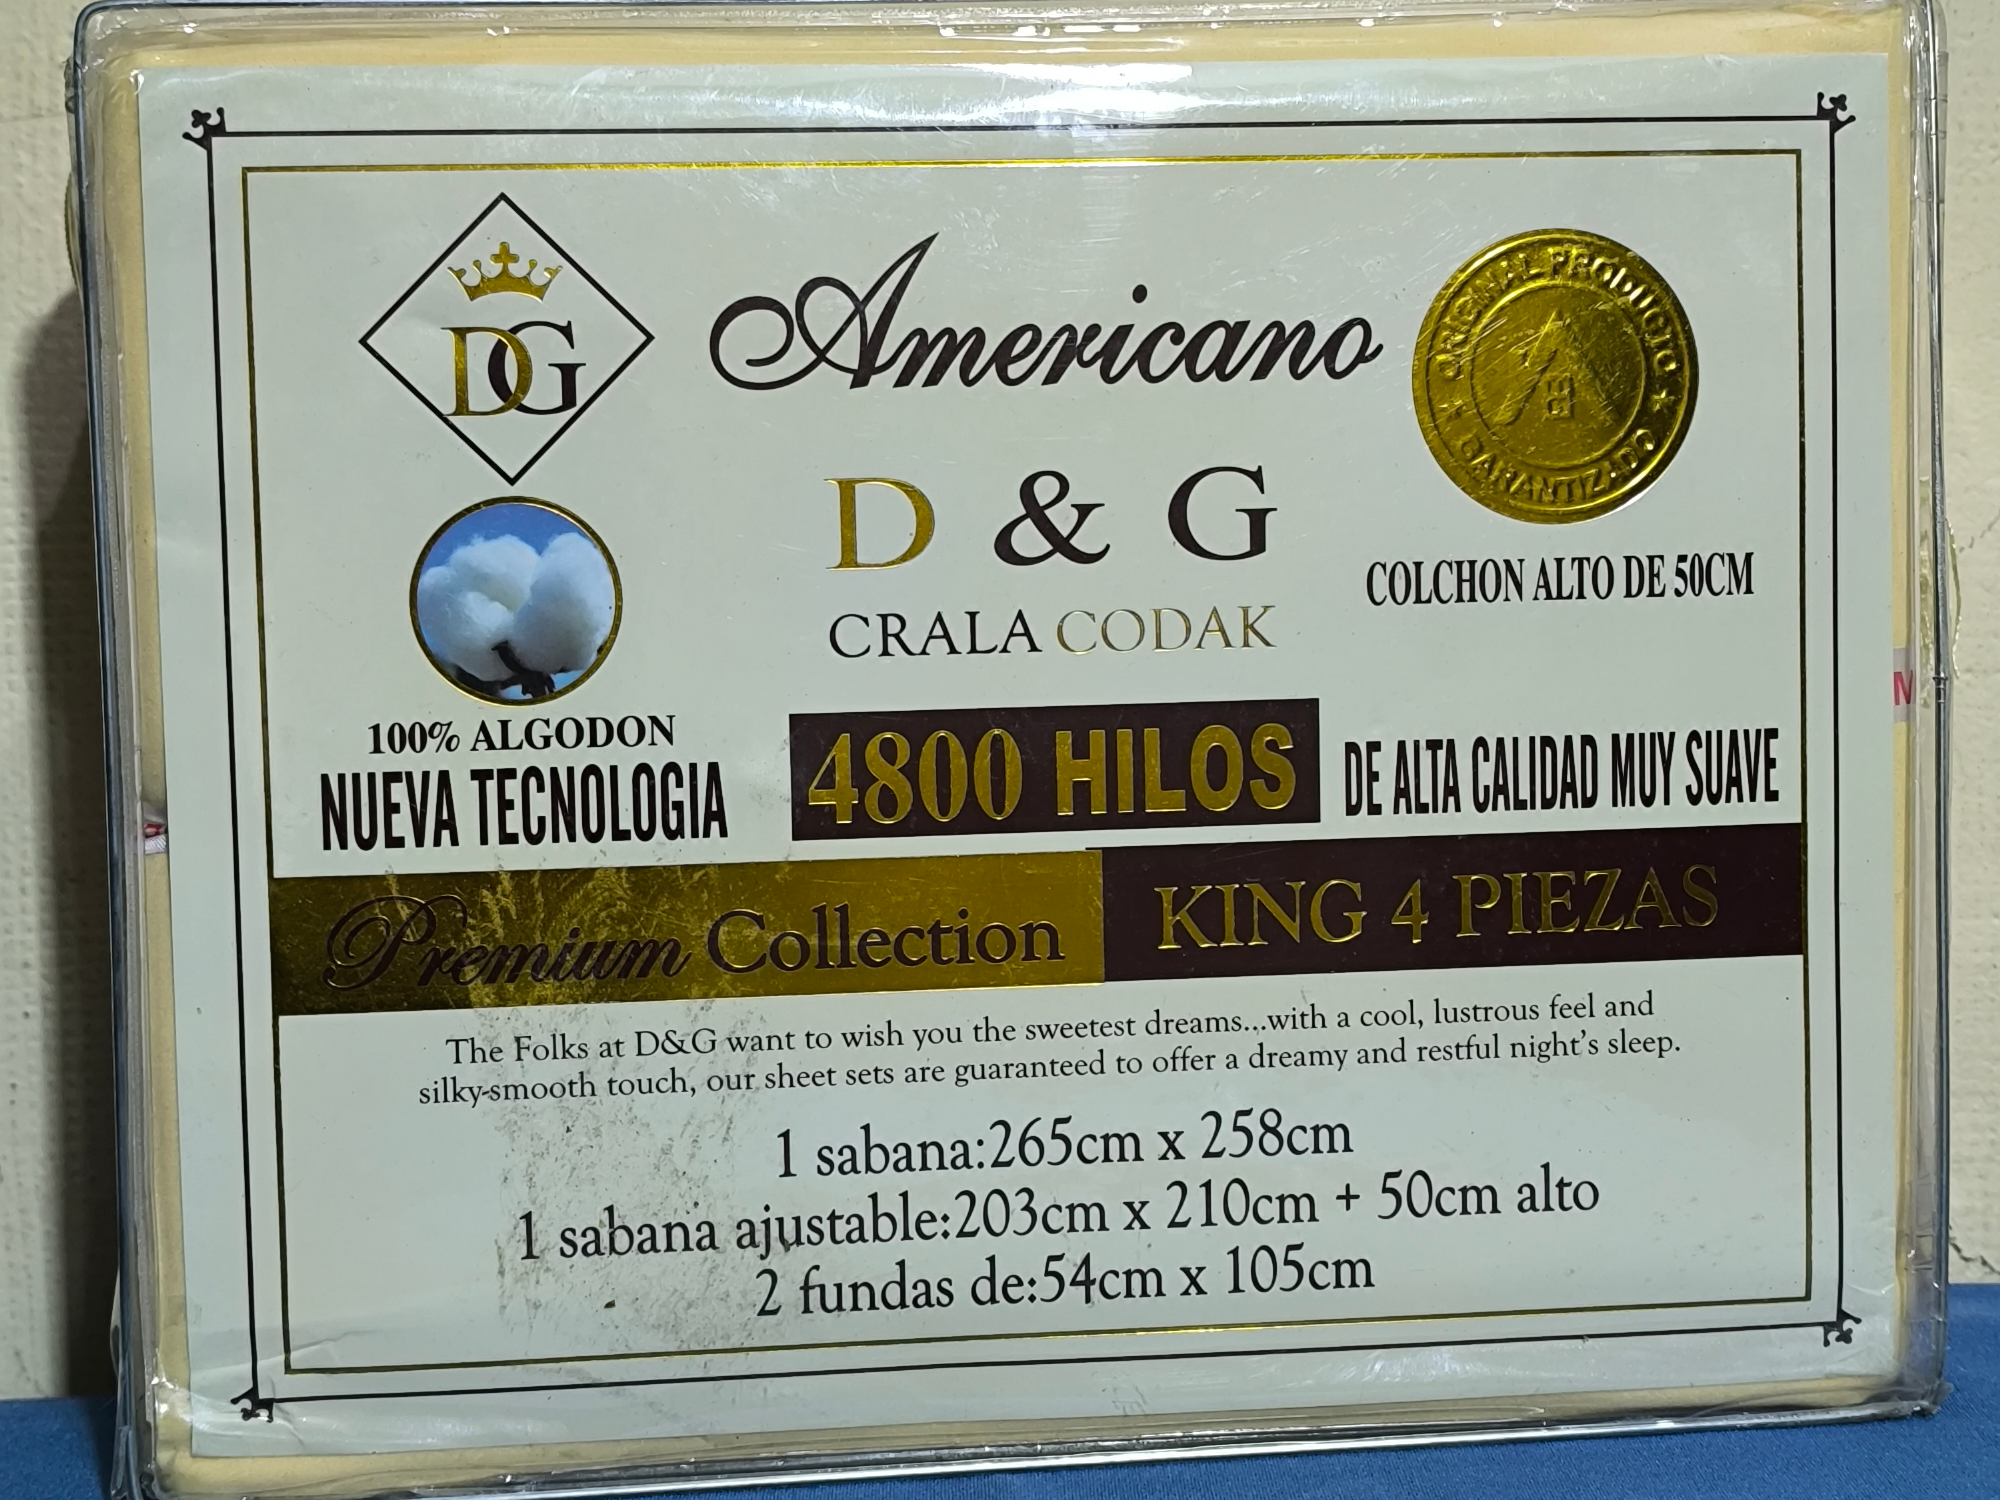 DG
Americano
ORIGINAL PRODUCTO
GARANTIZADO
D & G
CRALA CODAK
COLCHON ALTO DE 50CM
100% ALGODON
NUEVA TECNOLOGIA
4800 HILOS
DE ALTA CALIDAD MUY SUAVE
Premium Collection
KING 4 PIEZAS
The Folks at D&G want to wish you the sweetest dreams...with a cool, lustrous feel and
silky-smooth touch, our sheet sets are guaranteed to offer a dreamy and restful night's sleep.
1 sabana:265cm x 258cm
1 sabana ajustable:203cm x 210cm + 50cm alto
2 fundas de:54cm x 105cm